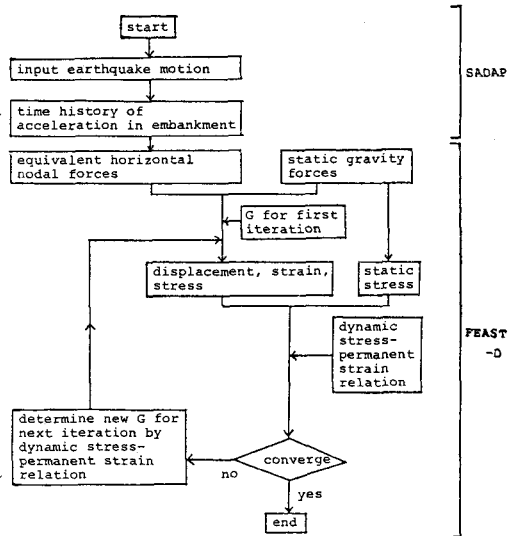 start
input earthquake motion
SADAP
time history of
acceleration in embankment
equivalent horizontal
nodal forces
static gravity
forces
G for first
iteration
displacement, strain,
stress
static
stress
dynamic
stress-
permanent
strain
relation
FEAST
-D
determine new G for
next iteration by
dynamic stress-
permanent strain
relation
converge
no
yes
end